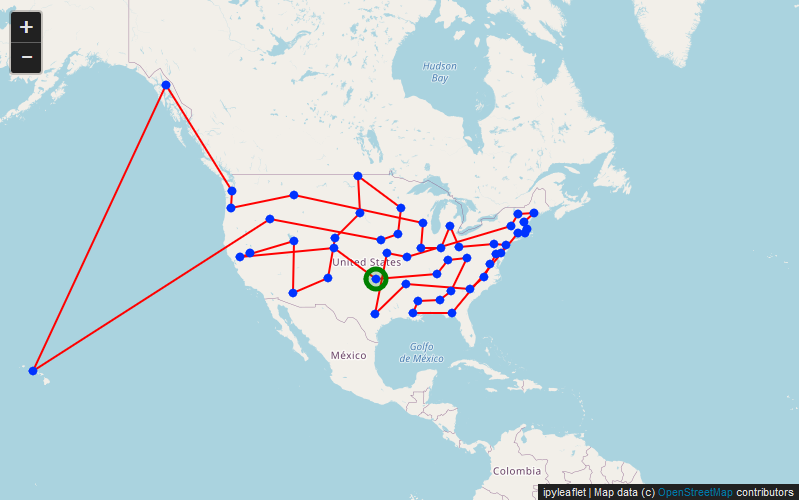 +
−
Hudson
Bay
United States
Golfo
de México
México
Colombia
ipyleaflet | Map data (c) OpenStreetMap contributors